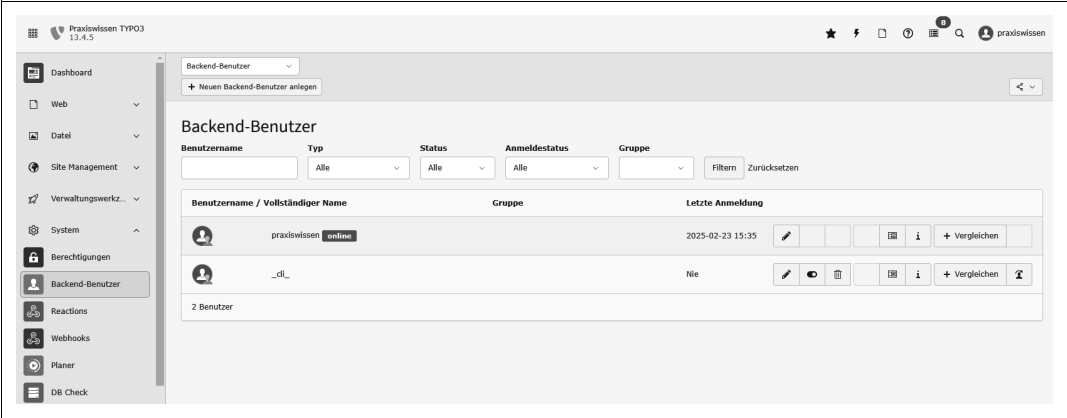 Praxiswissen TYPO3
13.4.5
8
praxiswissen
Dashboard
Web
Datei
Site Management
Verwaltungswerkz...
System
Berechtigungen
Backend-Benutzer
Reactions
Webhooks
Planer
DB Check
Backend-Benutzer
+ Neuen Backend-Benutzer anlegen
Backend-Benutzer
Benutzername Typ Status Anmeldestatus Gruppe
Alle Alle Alle Filtern Zurücksetzen
Benutzername / Vollständiger Name Gruppe Letzte Anmeldung
praxiswissen online 2025-02-23 15:35 + Vergleichen
_cli_ Nie + Vergleichen
2 Benutzer